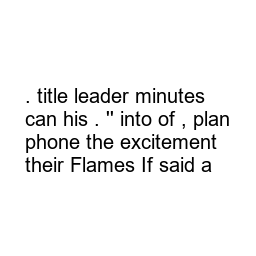 . title leader minutes
can his . " into of , plan
phone the excitement
their Flames If said a